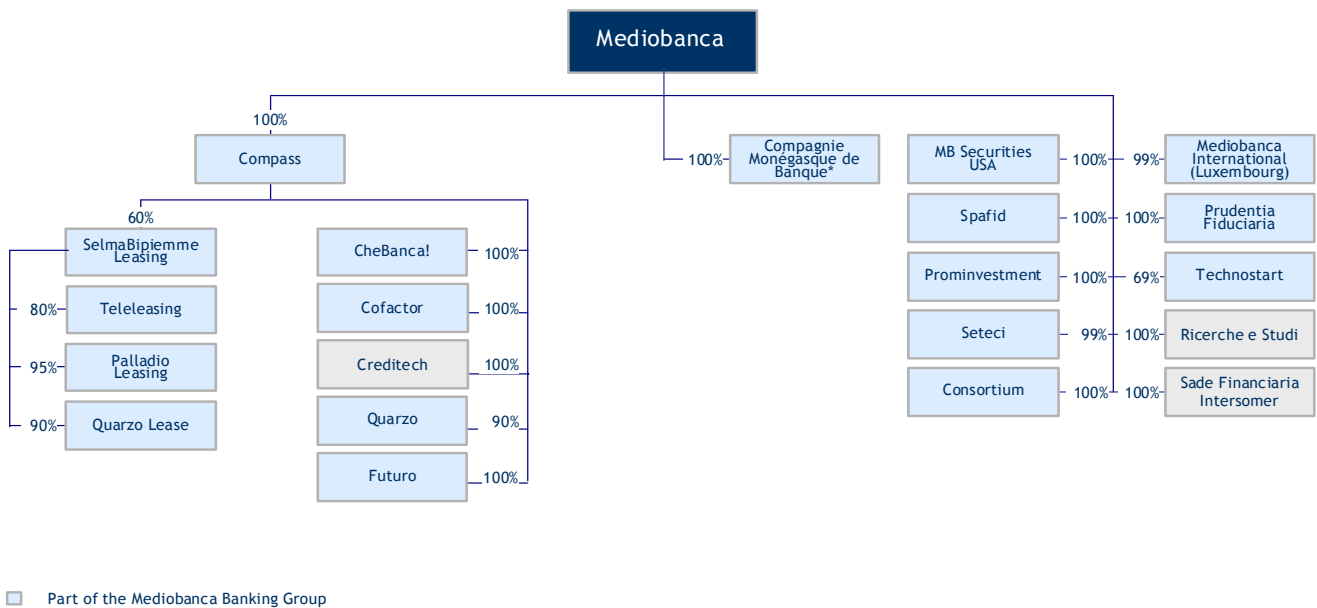 Mediobanca
100%
Compass
100%
Compagnie
Monégasque de
Banque*
MB Securities
USA
100%
99%
Mediobanca
International
(Luxembourg)
60%
SelmaBipiemme
Leasing
CheBanca!
100%
Spafid
100%
100%
Prudentia
Fiduciaria
80%
Teleasing
Cofactor
100%
Prominvestment
100%
69%
Technostart
95%
Palladio
Leasing
Creditech
100%
Seteci
99%
100%
Ricerche e Studi
90%
Quarzo Lease
Quarzo
90%
Consortium
100%
100%
Sade Financiaria
Intersomer
Futuro
100%
Part of the Mediobanca Banking Group